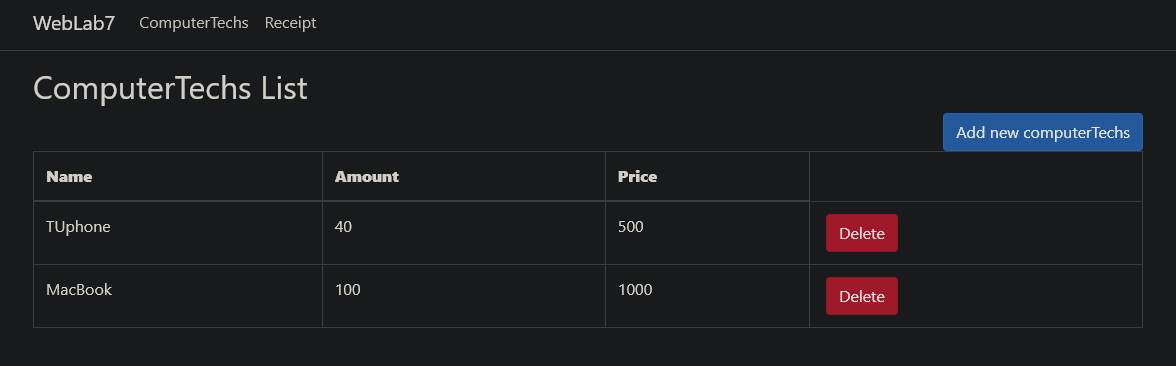 WebLab7 ComputerTechs Receipt
ComputerTechs List
Add new computerTechs
Name Amount Price
TUphone 40 500 Delete
MacBook 100 1000 Delete